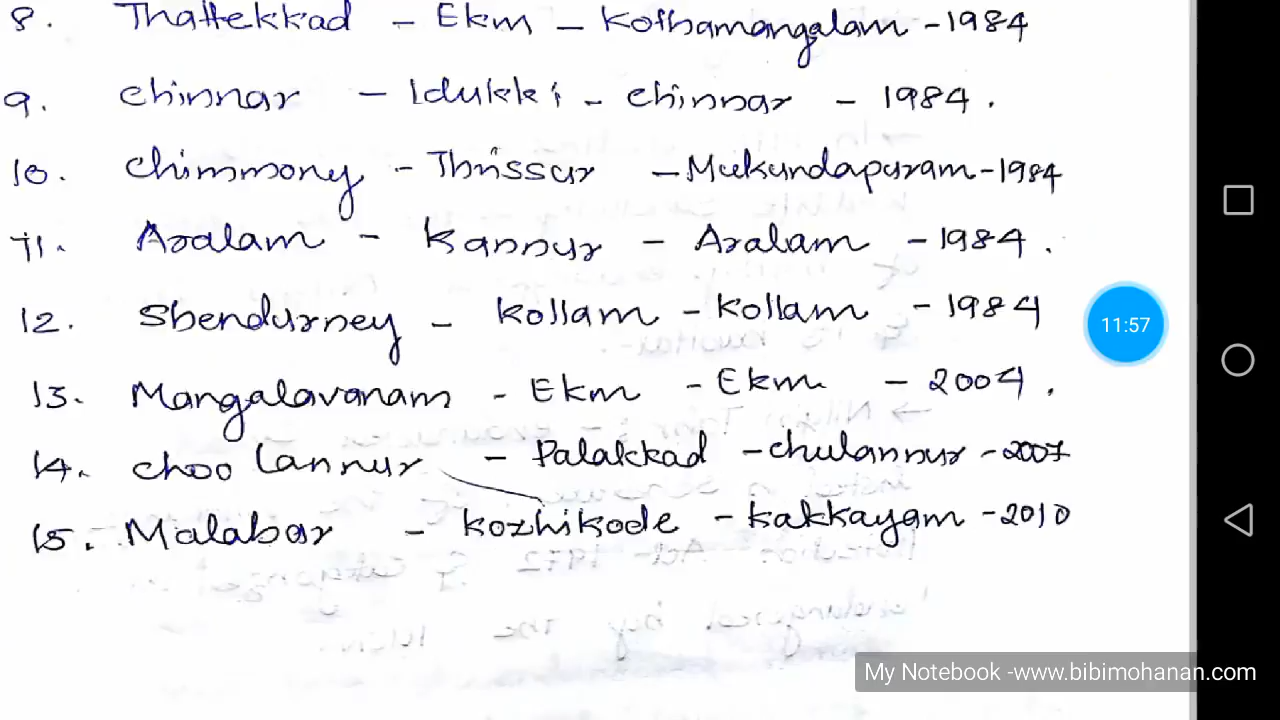 8. Thattekkad - Ekm - Kothamangalam - 1984
9. Chinnar - Idukki - Chinnar - 1984.
10. Chimmony - Thrissur - Mukundapuram - 1984
11. Aralam - Kannur - Aralam - 1984.
12. Shendurney - Kollam - Kollam - 1984
11:57
13. Mangalavanam - Ekm - Ekm - 2004.
14. Choolannur - Palakkad - Chulannur - 2007
15. Malabar - Kozhikode - Kakkayam - 2010
My Notebook -www.bibimohanan.com